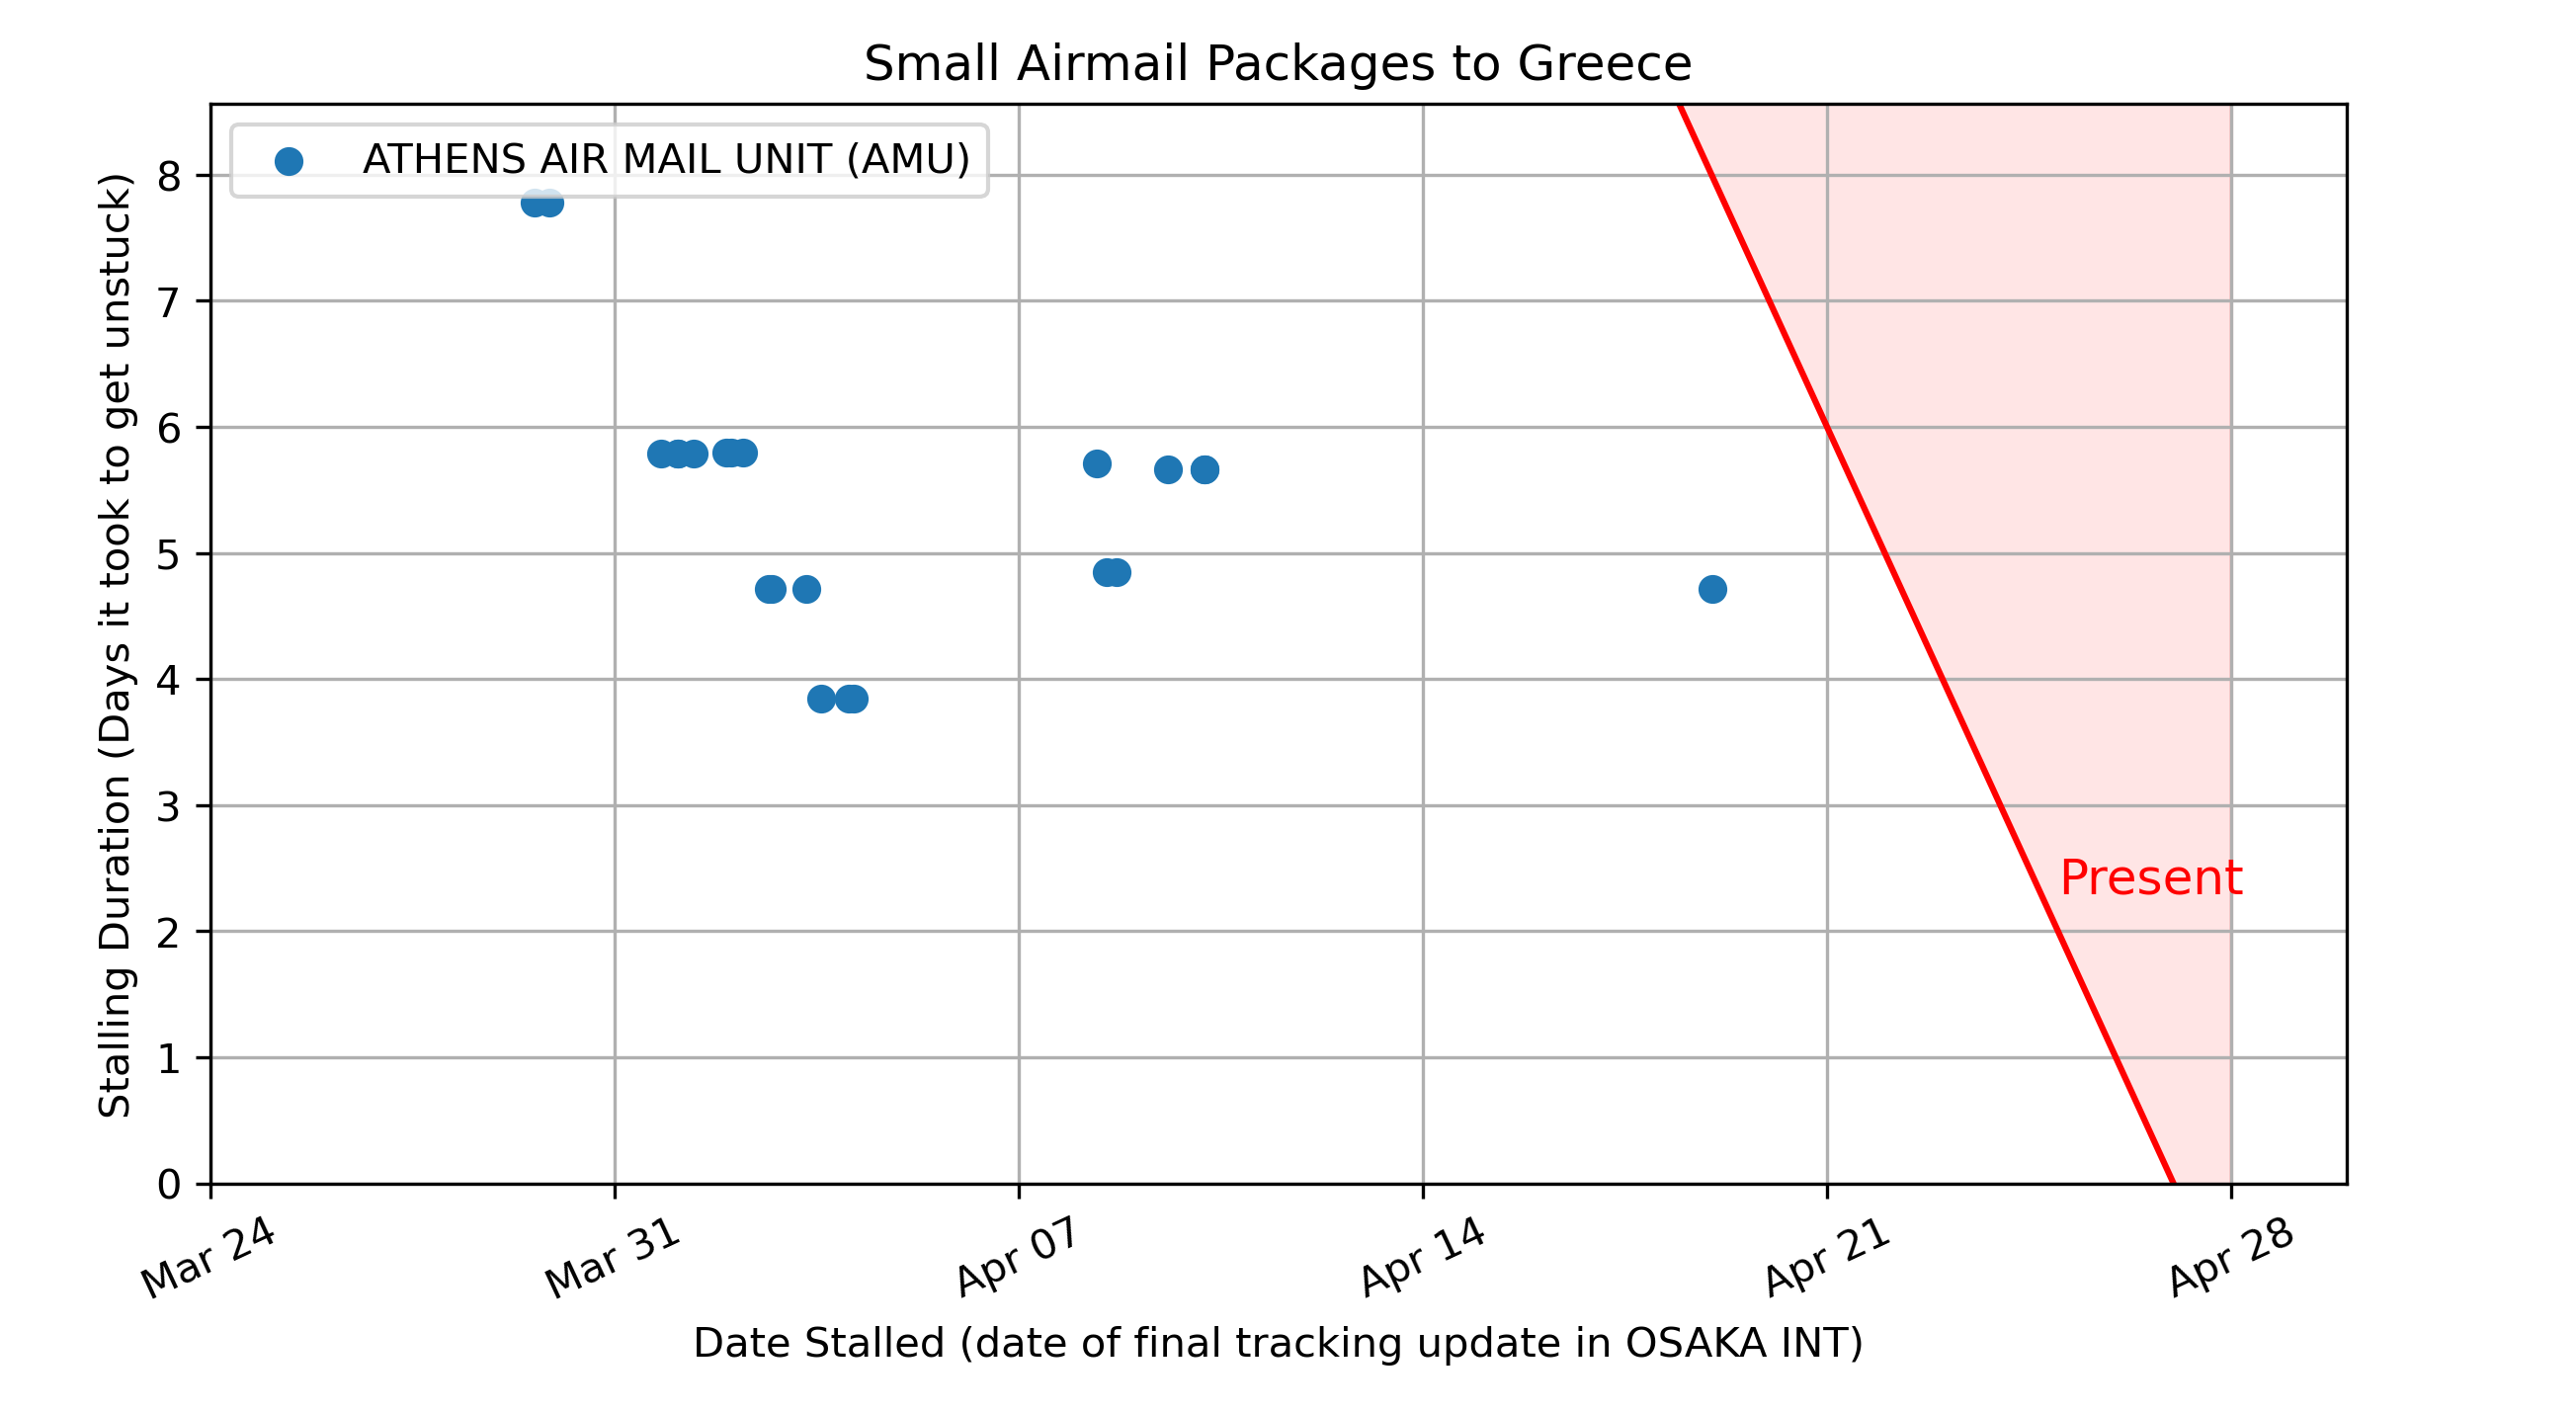 Small Airmail Packages to Greece
ATHENS AIR MAIL UNIT (AMU)
Stalling Duration (Days it took to get unstuck)
8
7
6
5
4
3
2
1
0
Present
Mar 24
Mar 31
Apr 07
Apr 14
Apr 21
Apr 28
Date Stalled (date of final tracking update in OSAKA INT)